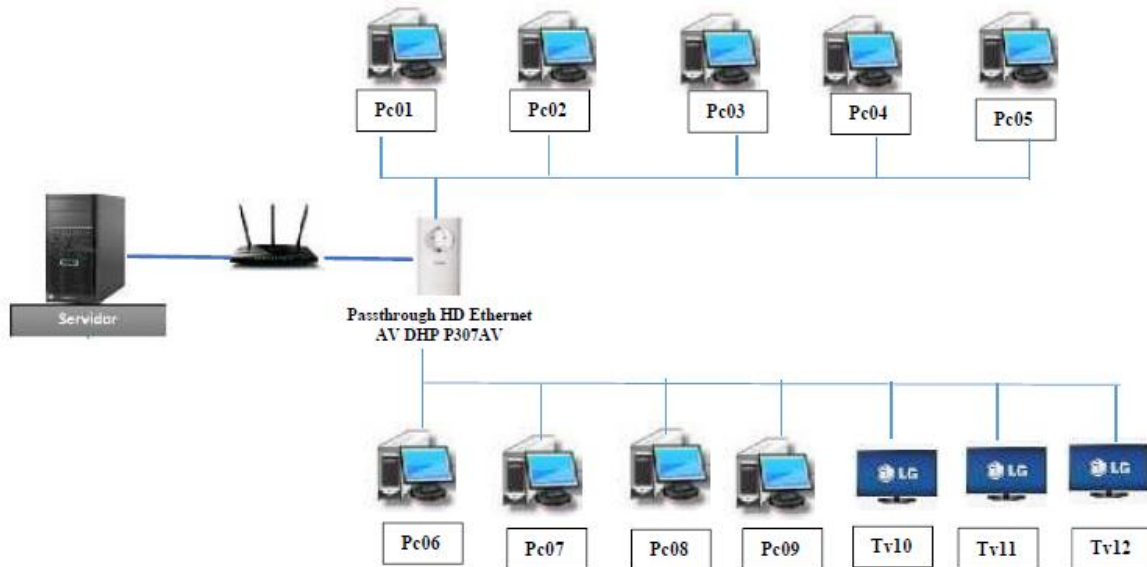 Pc01
Pc02
Pc03
Pc04
Pc05
Servidor
Passthrough HD Ethernet
AV DHP P307AV
LG
LG
LG
Pc06
Pc07
Pc08
Pc09
Tv10
Tv11
Tv12